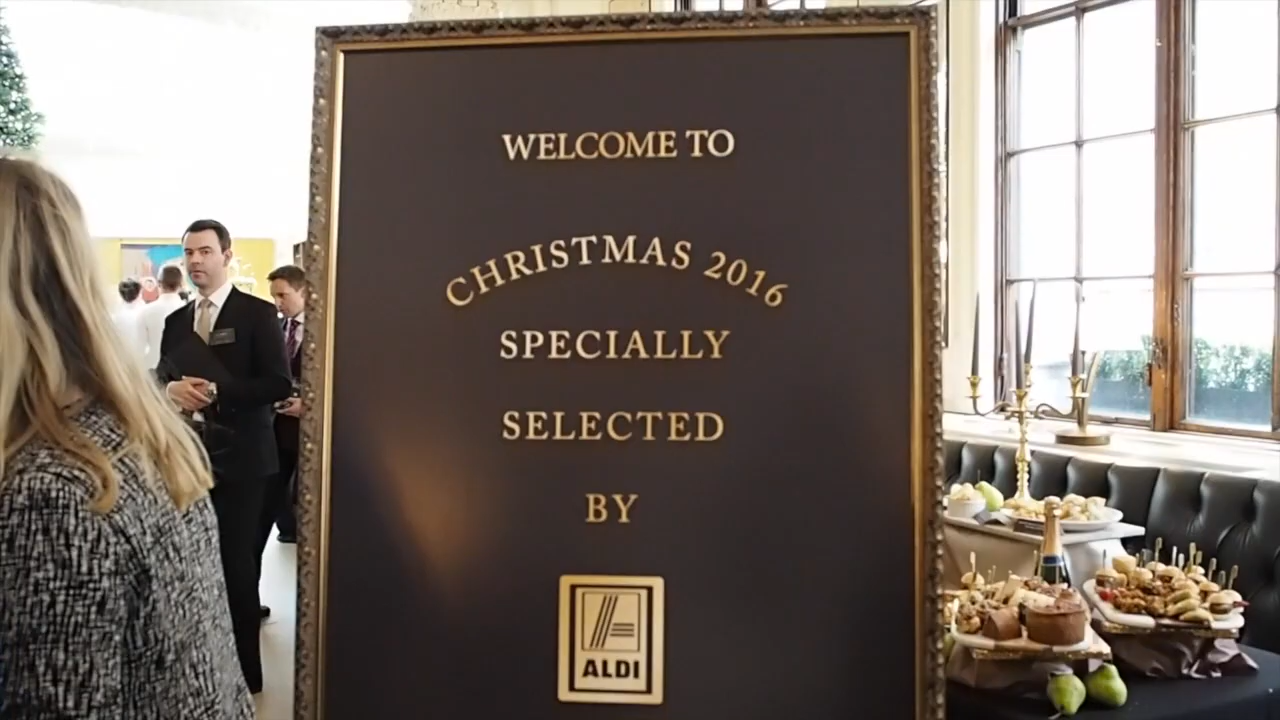 WELCOME TO
CHRISTMAS 2016
SPECIALLY
SELECTED
BY
ALDI